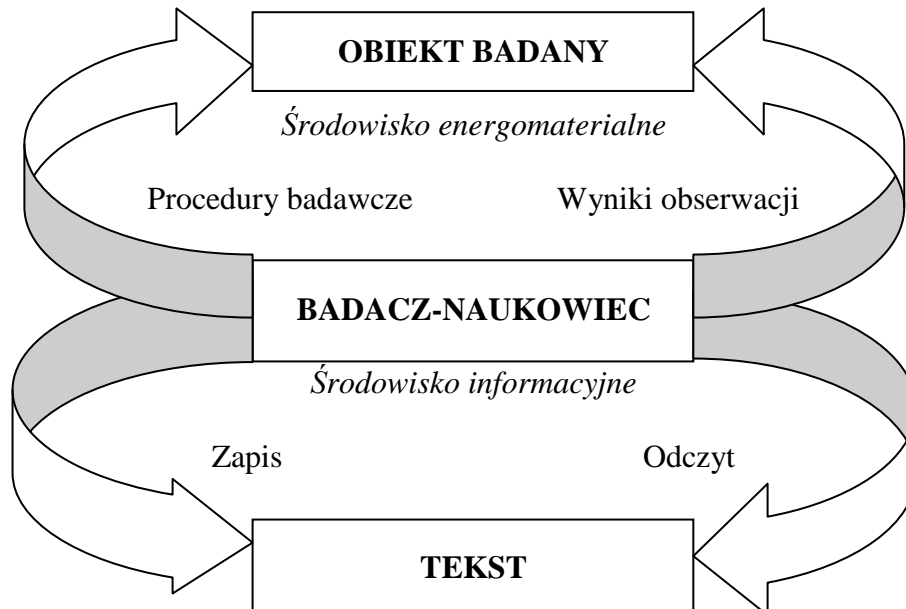 OBIEKT BADANY
Środowisko energomaterialne
Procedury badawcze
Wyniki obserwacji
BADACZ-NAUKOWIEC
Środowisko informacyjne
Zapis
Odczyt
TEKST